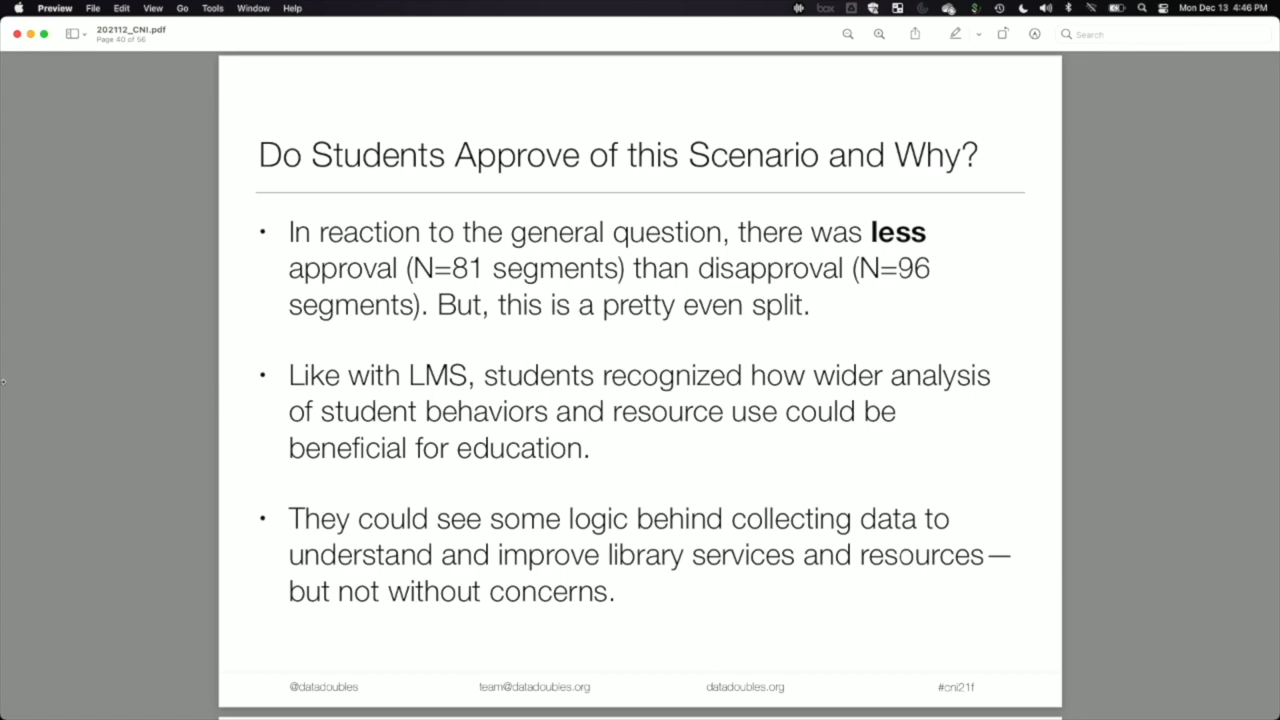 Preview File Edit View Go Tools Window Help
box
Mon Dec 13 4:46 PM
202112_CNI.pdf
Page 40 of 56
Search
Do Students Approve of this Scenario and Why?
• In reaction to the general question, there was less
approval (N=81 segments) than disapproval (N=96
segments). But, this is a pretty even split.
• Like with LMS, students recognized how wider analysis
of student behaviors and resource use could be
beneficial for education.
• They could see some logic behind collecting data to
understand and improve library services and resources—
but not without concerns.
@datadoubles team@datadoubles.org datadoubles.org #cni21f